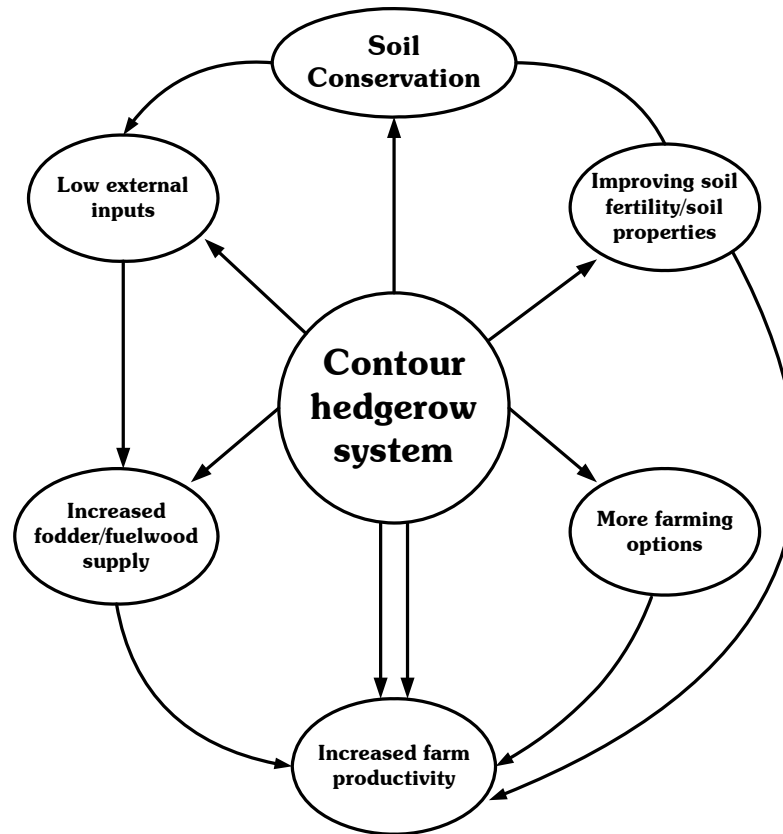 Soil
Conservation
Low external
inputs
Improving soil
fertility/soil
properties
Contour
hedgerow
system
Increased
fodder/fuelwood
supply
More farming
options
Increased farm
productivity